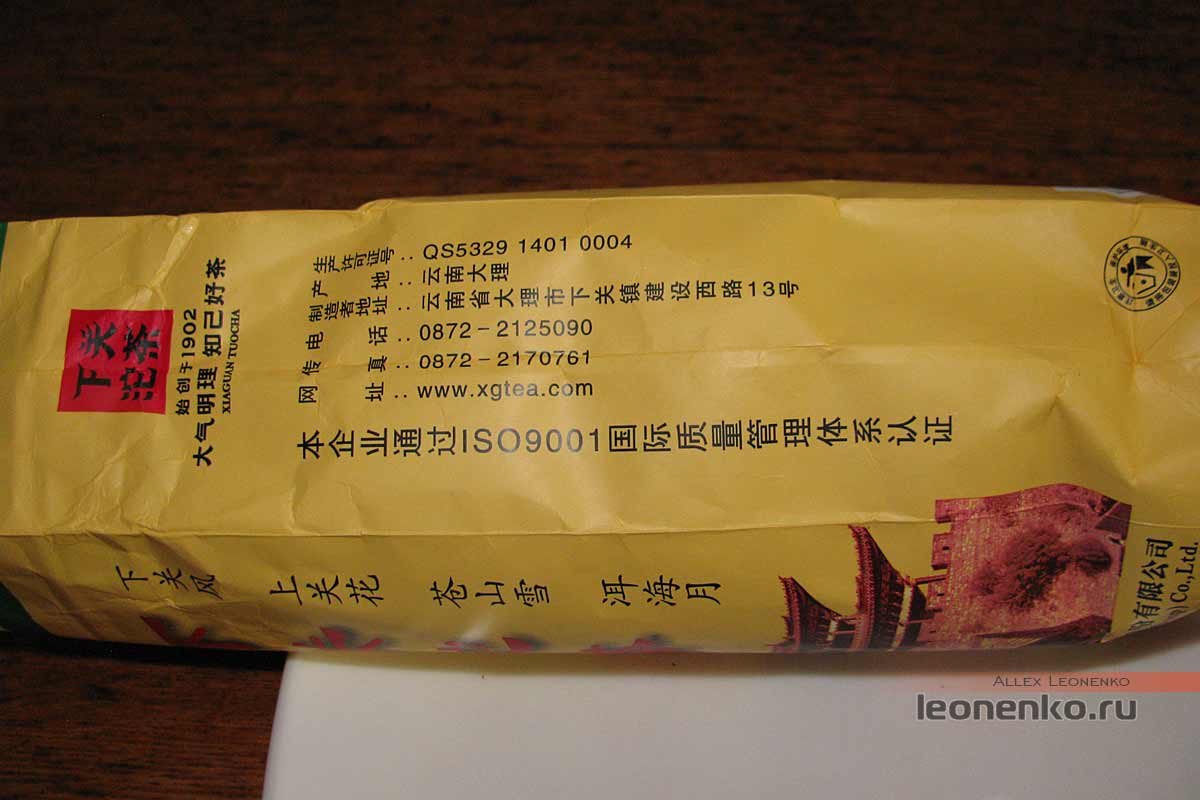 下关
沱茶
始创于1902
大气明理 知己好茶
XIAGUAN TUOCHA
生产许可证号：QS5329 1401 0004
产地：云南大理
制造者地址：云南省大理市下关镇建设西路13号
电话：0872－2125090
传真：0872－2170761
网址：www.xgtea.com
本企业通过ISO9001国际质量管理体系认证
下关风 上关花 苍山雪 洱海月
有限公司
Co.,Ltd.
ALLEX LEONENKO
leonenko.ru